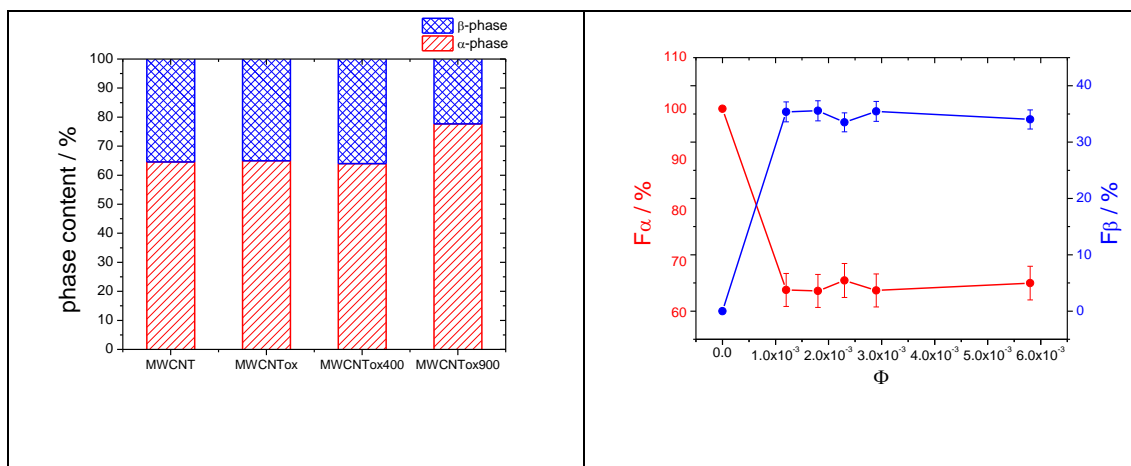 β-phase
α-phase
phase content / %
100
90
80
70
60
50
40
30
20
10
0
MWCNT
MWCNTox
MWCNTox400
MWCNTox900
Fα / %
110
100
90
80
70
60
Fβ / %
40
30
20
10
0
0.0
1.0x10⁻³
2.0x10⁻³
3.0x10⁻³
4.0x10⁻³
5.0x10⁻³
6.0x10⁻³
Φ